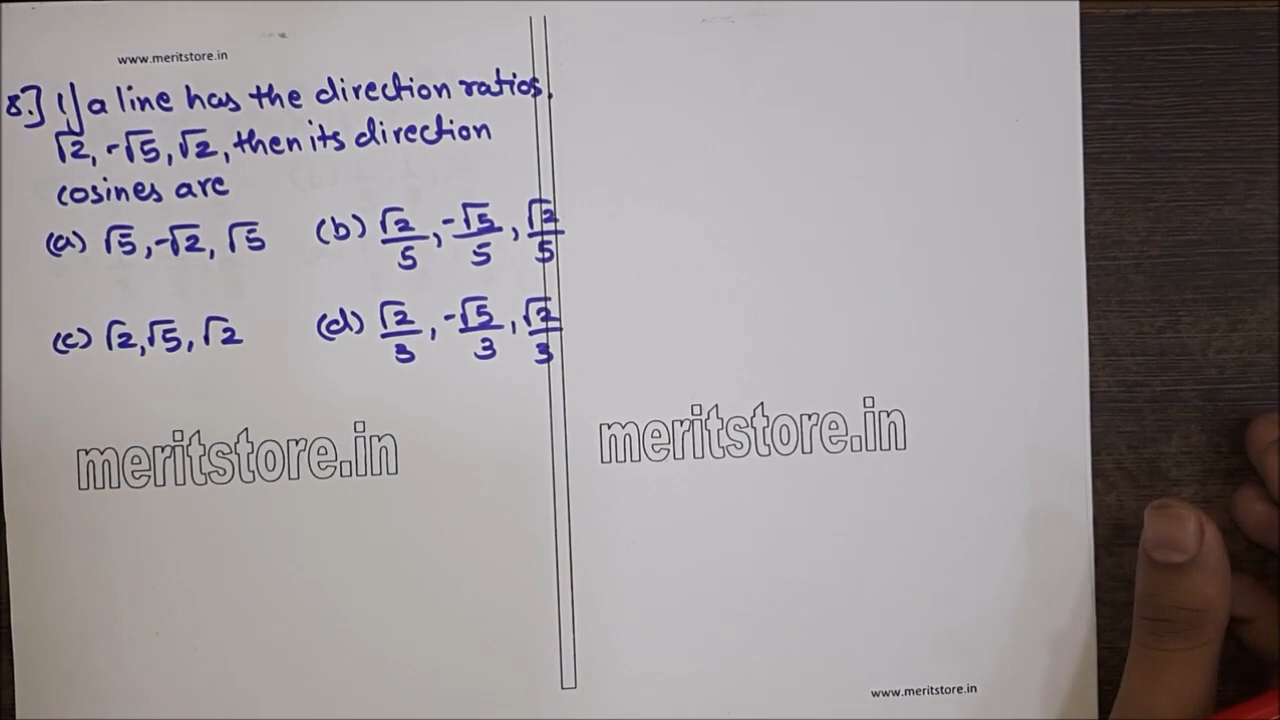 www.meritstore.in
8.] If a line has the direction ratios
√2, -√5, √2, then its direction
cosines are
(a) √5, -√2, √5 (b) √2/5, -√5/5, √2/5
(c) √2, √5, √2 (d) √2/3, -√5/3, √2/3
meritstore.in
meritstore.in
www.meritstore.in